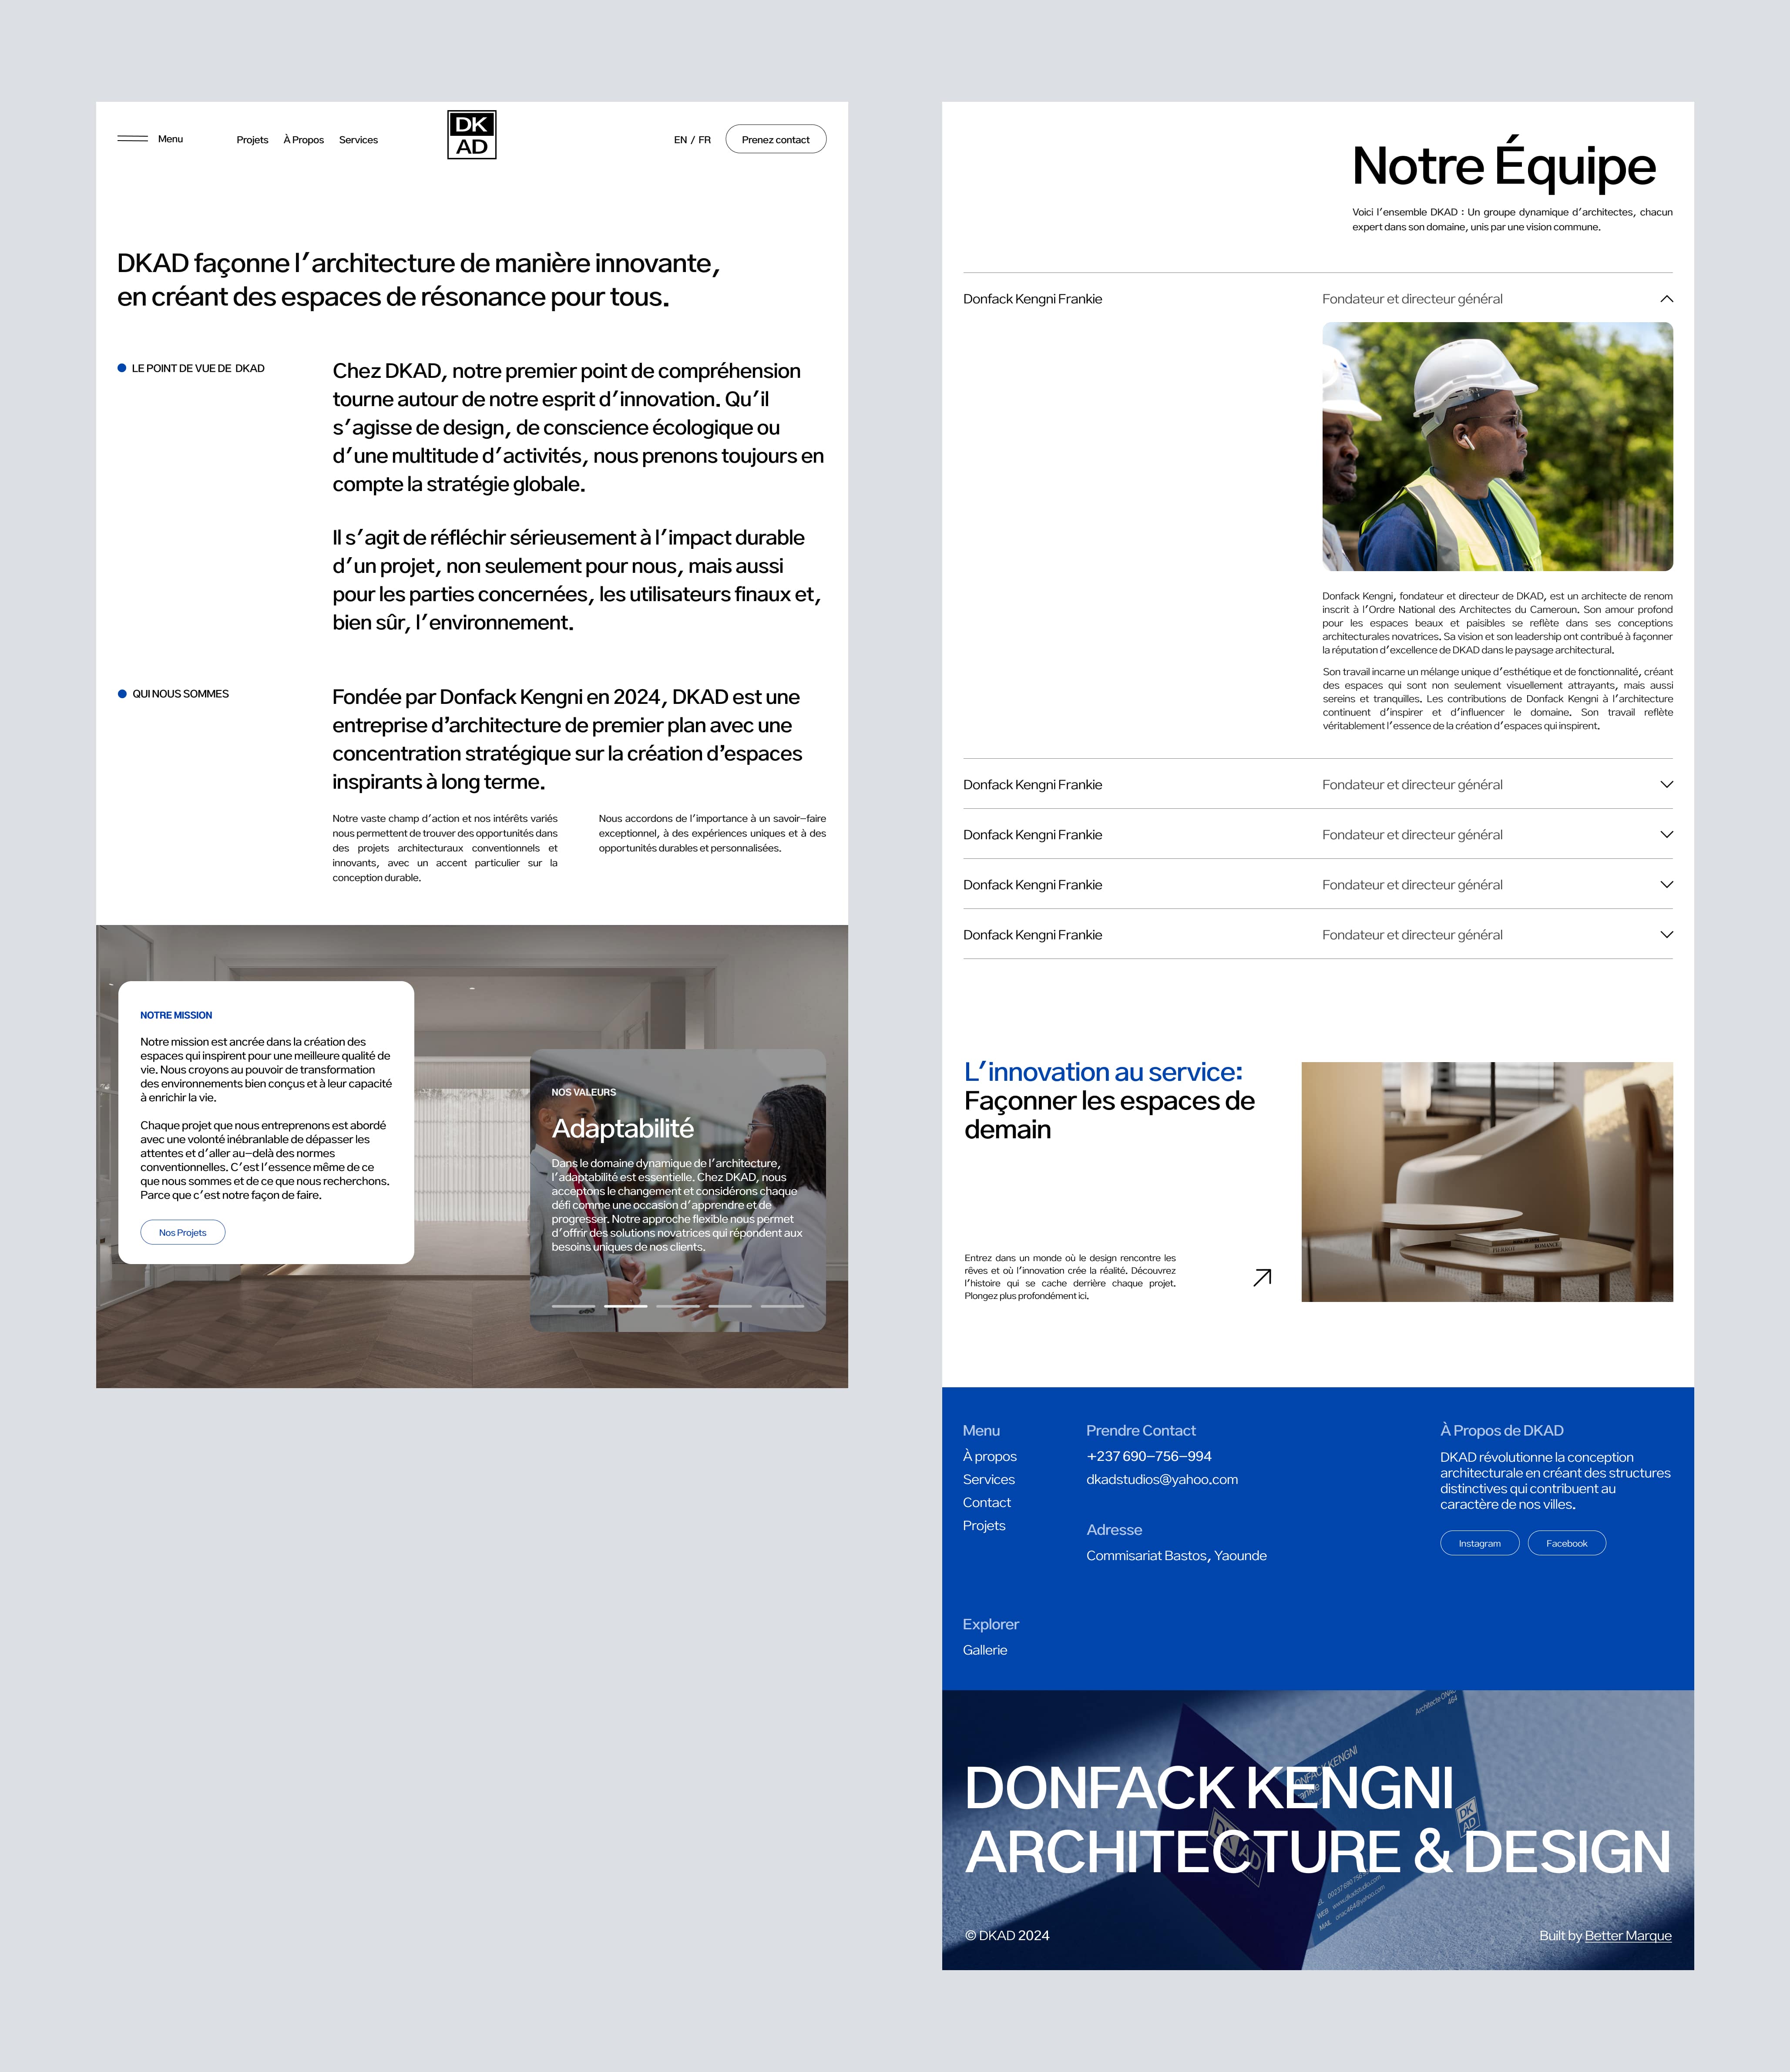 Menu
Projets
À Propos
Services
DK
AD
EN / FR
Prenez contact
DKAD façonne l'architecture de manière innovante,
en créant des espaces de résonance pour tous.
LE POINT DE VUE DE DKAD
Chez DKAD, notre premier point de compréhension
tourne autour de notre esprit d'innovation. Qu'il
s'agisse de design, de conscience écologique ou
d'une multitude d'activités, nous prenons toujours en
compte la stratégie globale.
Il s'agit de réfléchir sérieusement à l'impact durable
d'un projet, non seulement pour nous, mais aussi
pour les parties concernées, les utilisateurs finaux et,
bien sûr, l'environnement.
QUI NOUS SOMMES
Fondée par Donfack Kengni en 2024, DKAD est une
entreprise d'architecture de premier plan avec une
concentration stratégique sur la création d'espaces
inspirants à long terme.
Notre vaste champ d'action et nos intérêts variés
nous permettent de trouver des opportunités dans
des projets architecturaux conventionnels et
innovants, avec un accent particulier sur la
conception durable.
Nous accordons de l'importance à un savoir-faire
exceptionnel, à des expériences uniques et à des
opportunités durables et personnalisées.
NOTRE MISSION
Notre mission est ancrée dans la création des
espaces qui inspirent pour une meilleure qualité de
vie. Nous croyons au pouvoir de transformation
des environnements bien conçus et à leur capacité
à enrichir la vie.
Chaque projet que nous entreprenons est abordé
avec une volonté inébranlable de dépasser les
attentes et d'aller au-delà des normes
conventionnelles. C'est l'essence même de ce
que nous sommes et de ce que nous recherchons.
Parce que c'est notre façon de faire.
Nos Projets
NOS VALEURS
Adaptabilité
Dans le domaine dynamique de l'architecture,
l'adaptabilité est essentielle. Chez DKAD, nous
acceptons le changement et considérons chaque
défi comme une occasion d'apprendre et de
progresser. Notre approche flexible nous permet
d'offrir des solutions novatrices qui répondent aux
besoins uniques de nos clients.
Notre Équipe
Voici l'ensemble DKAD : Un groupe dynamique d'architectes, chacun
expert dans son domaine, unis par une vision commune.
Donfack Kengni Frankie
Fondateur et directeur général
Donfack Kengni, fondateur et directeur de DKAD, est un architecte de renom
inscrit à l'Ordre National des Architectes du Cameroun. Son amour profond
pour les espaces beaux et paisibles se reflète dans ses conceptions
architecturales novatrices. Sa vision et son leadership ont contribué à façonner
la réputation d'excellence de DKAD dans le paysage architectural.
Son travail incarne un mélange unique d'esthétique et de fonctionnalité, créant
des espaces qui sont non seulement visuellement attrayants, mais aussi
sereins et tranquilles. Les contributions de Donfack Kengni à l'architecture
continuent d'inspirer et d'influencer le domaine. Son travail reflète
véritablement l'essence de la création d'espaces qui inspirent.
Donfack Kengni Frankie
Fondateur et directeur général
Donfack Kengni Frankie
Fondateur et directeur général
Donfack Kengni Frankie
Fondateur et directeur général
Donfack Kengni Frankie
Fondateur et directeur général
L'innovation au service:
Façonner les espaces de
demain
Entrez dans un monde où le design rencontre les
rêves et où l'innovation crée la réalité. Découvrez
l'histoire qui se cache derrière chaque projet.
Plongez plus profondément ici.
Menu
À propos
Services
Contact
Projets
Prendre Contact
+237 690-756-994
dkadstudios@yahoo.com
Adresse
Commisariat Bastos, Yaounde
À Propos de DKAD
DKAD révolutionne la conception
architecturale en créant des structures
distinctives qui contribuent au
caractère de nos villes.
Instagram
Facebook
Explorer
Gallerie
Architecte
464
DK
AD
DONFACK KENGNI
ARCHITECTURE & DESIGN
WEB www.dkadstudio.com
MAIL onac464@yahoo.com
© DKAD 2024
Built by Better Marque